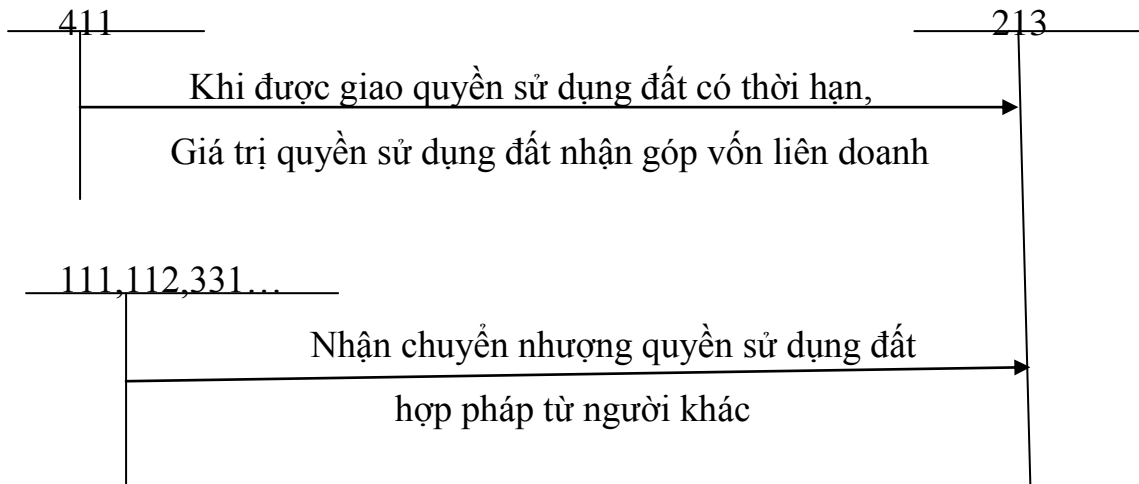 411 213
Khi được giao quyền sử dụng đất có thời hạn,
Giá trị quyền sử dụng đất nhận góp vốn liên doanh
111,112,331…
Nhận chuyển nhượng quyền sử dụng đất
hợp pháp từ người khác